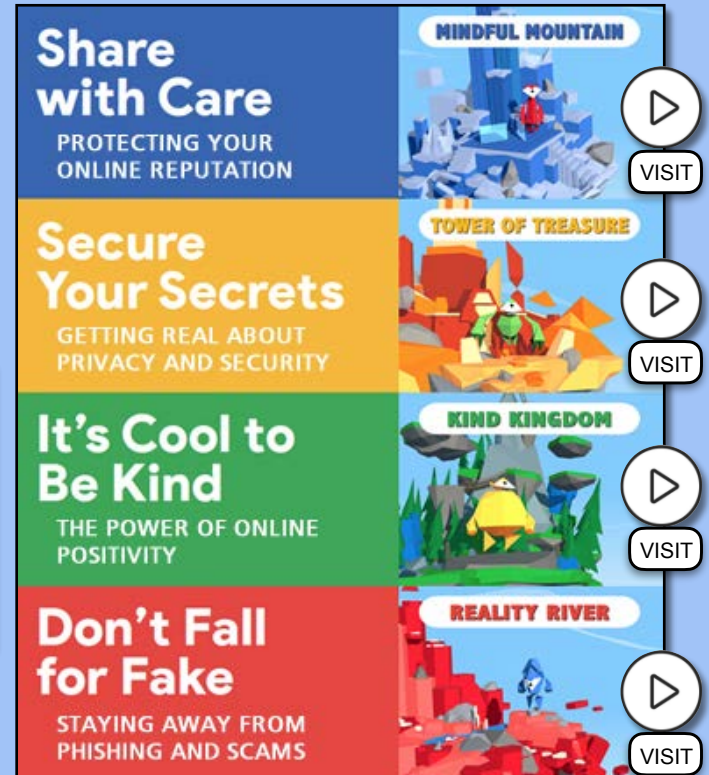 Share
with Care
PROTECTING YOUR
ONLINE REPUTATION
MINDFUL MOUNTAIN
VISIT
Secure
Your Secrets
GETTING REAL ABOUT
PRIVACY AND SECURITY
TOWER OF TREASURE
VISIT
It's Cool to
Be Kind
THE POWER OF ONLINE
POSITIVITY
KIND KINGDOM
VISIT
Don't Fall
for Fake
STAYING AWAY FROM
PHISHING AND SCAMS
REALITY RIVER
VISIT